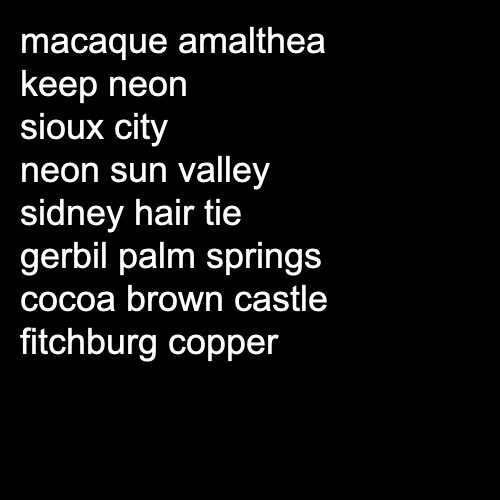 macaque amalthea
keep neon
sioux city
neon sun valley
sidney hair tie
gerbil palm springs
cocoa brown castle
fitchburg copper